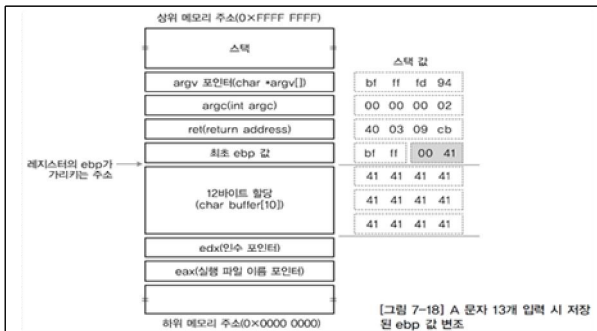 상위 메모리 주소(0×FFFF FFFF)
스택
스택 값
argv 포인터(char *argv[])
bf ff fd 94
argc(int argc)
00 00 00 02
ret(return address)
40 03 09 cb
최초 ebp 값
bf ff 00 41
레지스터의 ebp가
가리키는 주소
12바이트 할당
(char buffer[10])
41 41 41 41
41 41 41 41
41 41 41 41
edx(인수 포인터)
eax(실행 파일 이름 포인터)
하위 메모리 주소(0×0000 0000)
[그림 7-18] A 문자 13개 입력 시 저장
된 ebp 값 변조